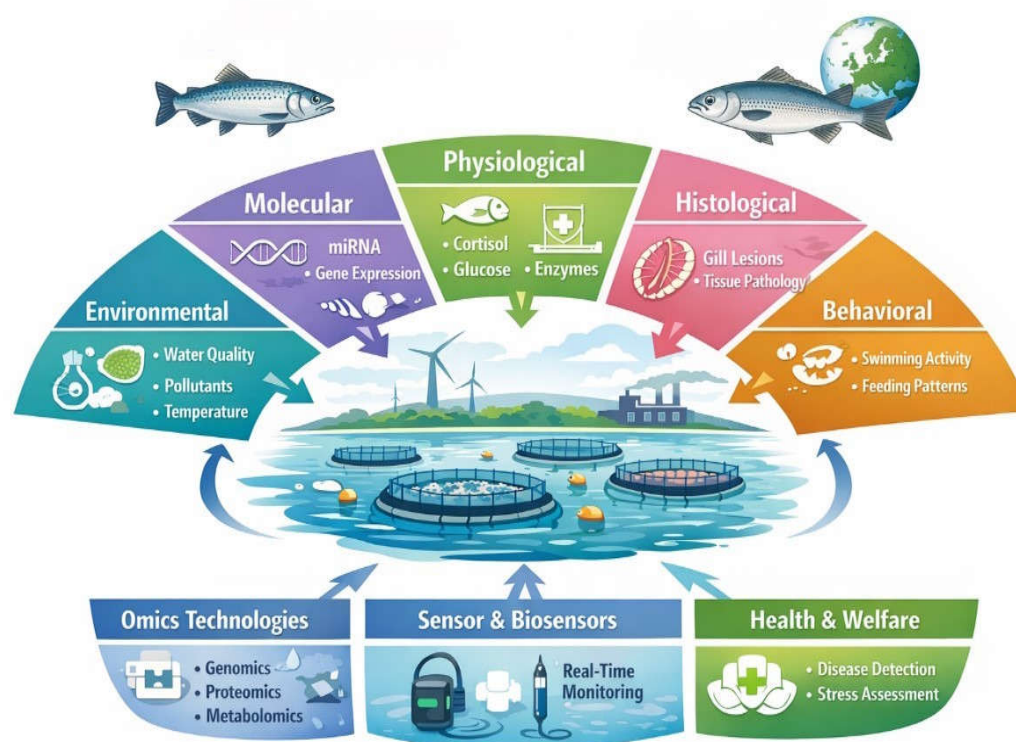 Physiological
• Cortisol
• Glucose • Enzymes
Molecular
miRNA
• Gene Expression
Histological
Gill Lesions
• Tissue Pathology
Environmental
• Water Quality
• Pollutants
• Temperature
Behavioral
• Swimming Activity
• Feeding Patterns
Omics Technologies
• Genomics
• Proteomics
• Metabolomics
Sensor & Biosensors
Real-Time
Monitoring
Health & Welfare
• Disease Detection
• Stress Assessment